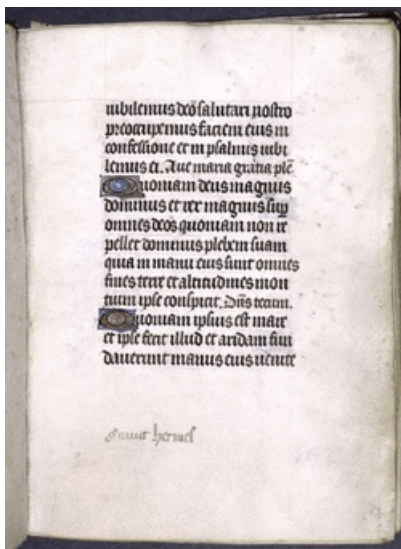 iubilemus deo salutari nostro
preocupemus faciem eius in
confessione et in psalmis iubi
lemus ei. Aue maria gratia plē
Quoniam deus magnus
dominus et rex magnus sup
omnes deos quoniam non re
pellet dominus plebem suam
quia in manu eius sunt omnes
fines terre et altitudines mon
tium ipse conspicit. Dn̄s tecum.
Quoniam ipsius est mare
et ipse fecit illud et aridam fun
dauerunt manus eius uenite